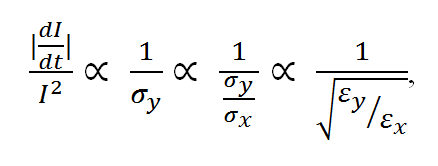 |dI/dt|/I² ∝ 1/σ_y ∝ 1/(σ_y/σ_x) ∝ 1/√(ε_y/ε_x),